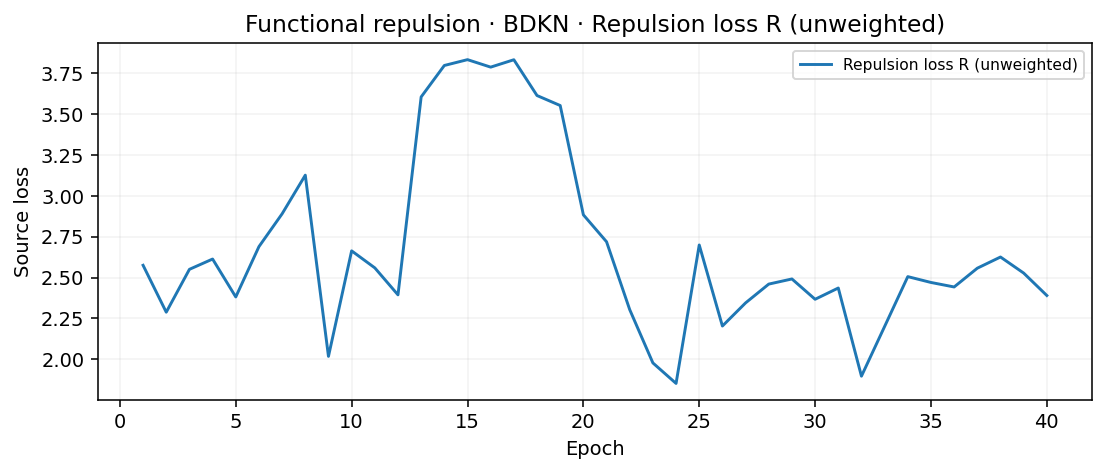 Functional repulsion · BDKN · Repulsion loss R (unweighted)
Repulsion loss R (unweighted)
Source loss
3.75
3.50
3.25
3.00
2.75
2.50
2.25
2.00
0 5 10 15 20 25 30 35 40
Epoch